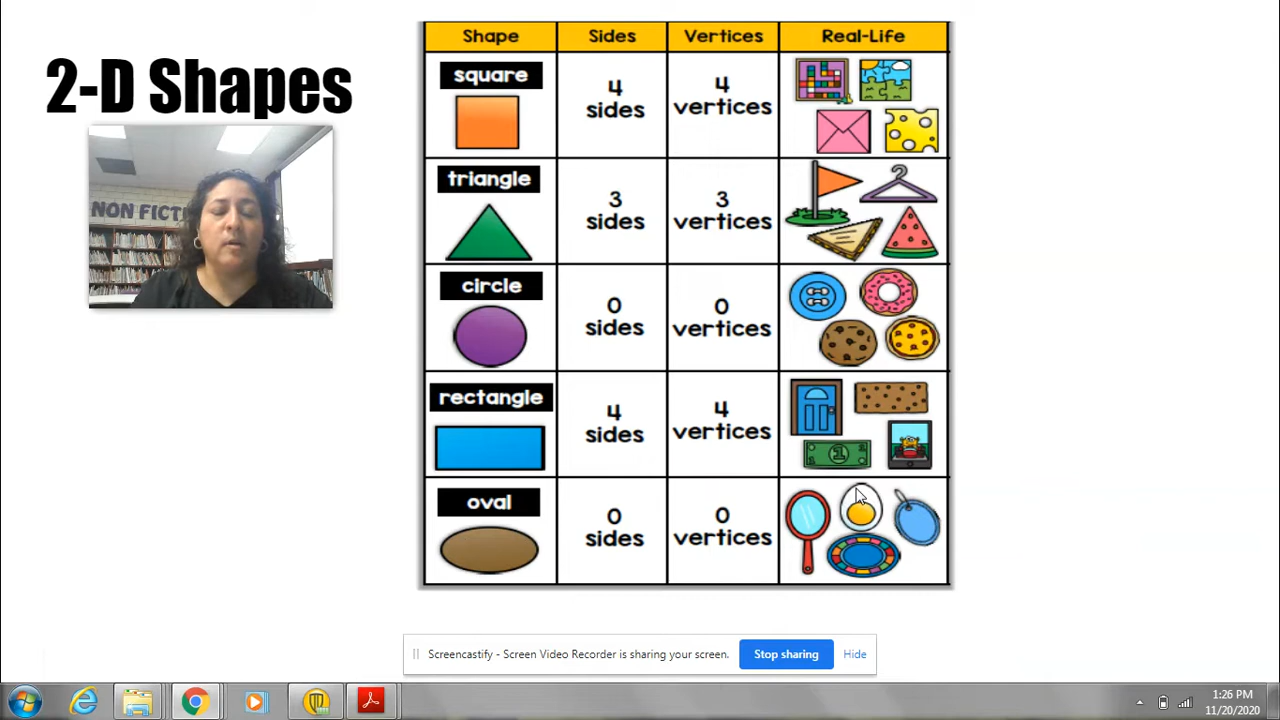 2-D Shapes
NON FICTI
Shape Sides Vertices Real-Life
square
4
sides
4
vertices
triangle
3
sides
3
vertices
circle
0
sides
0
vertices
rectangle
4
sides
4
vertices
1
oval
0
sides
0
vertices
Screencastify - Screen Video Recorder is sharing your screen. Stop sharing Hide
1:26 PM
11/20/2020